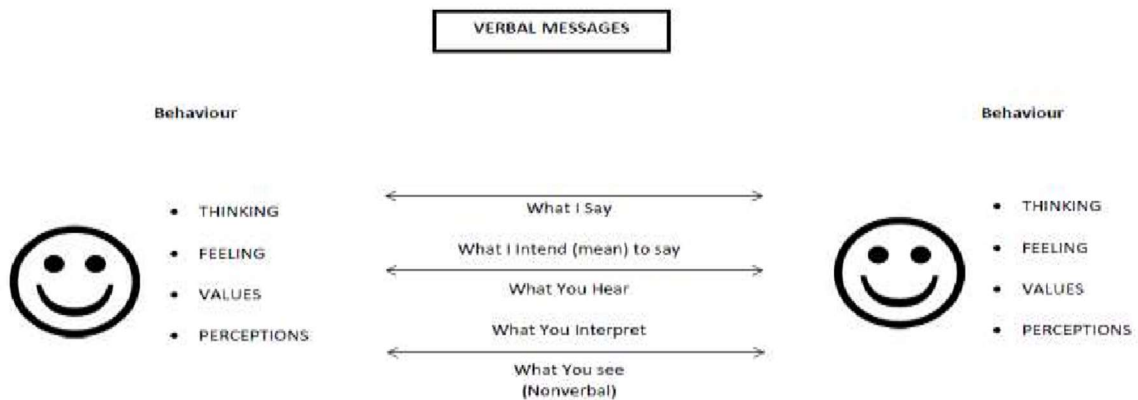 VERBAL MESSAGES
Behaviour
Behaviour
• THINKING
• FEELING
• VALUES
• PERCEPTIONS
What I Say
What I Intend (mean) to say
What You Hear
What You Interpret
What You see
(Nonverbal)
• THINKING
• FEELING
• VALUES
• PERCEPTIONS